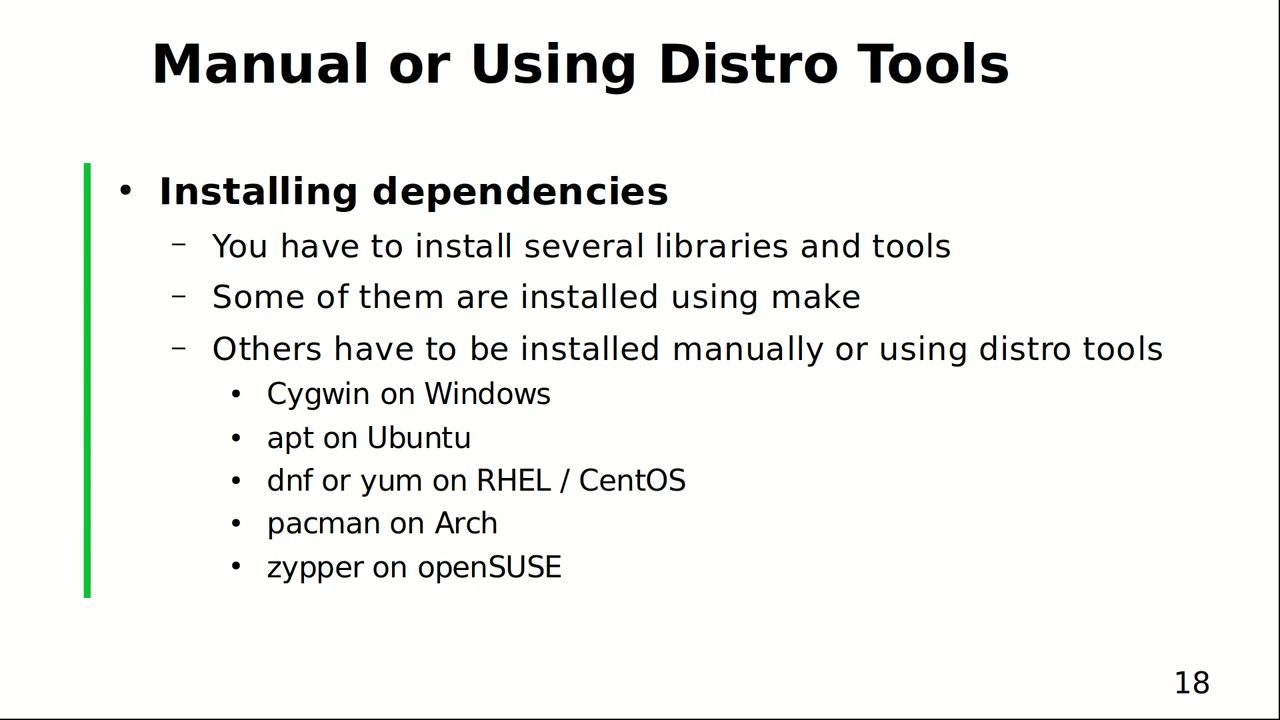 Manual or Using Distro Tools
• Installing dependencies
– You have to install several libraries and tools
– Some of them are installed using make
– Others have to be installed manually or using distro tools
• Cygwin on Windows
• apt on Ubuntu
• dnf or yum on RHEL / CentOS
• pacman on Arch
• zypper on openSUSE
18